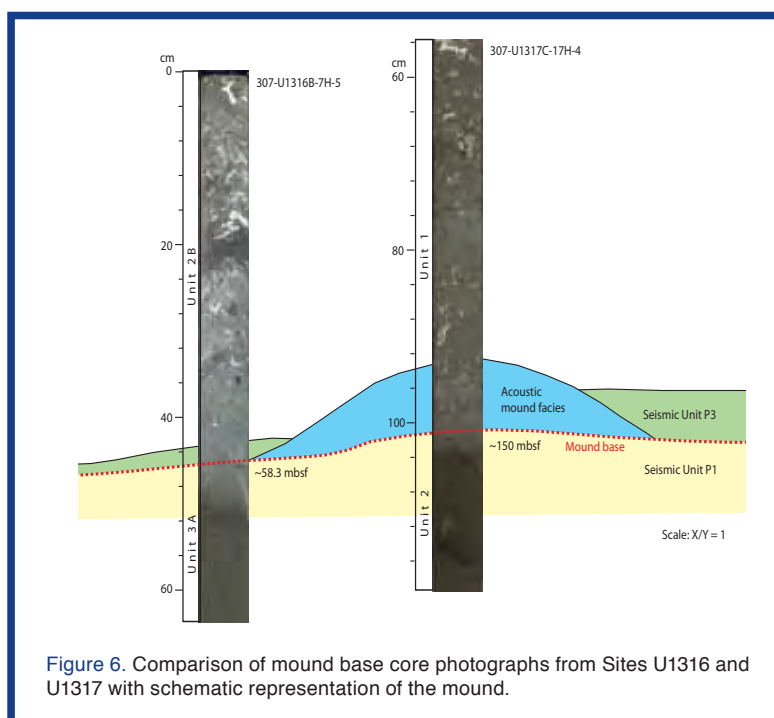 cm
0
307-U1316B-7H-5
20
40
60
Unit 2B
Unit 3A
cm
307-U1317C-17H-4
60
80
100
Unit 1
Unit 2
Acoustic
mound facies
Seismic Unit P3
~58.3 mbsf
~150 mbsf
Mound base
Seismic Unit P1
Scale: X/Y = 1
Figure 6. Comparison of mound base core photographs from Sites U1316 and
U1317 with schematic representation of the mound.